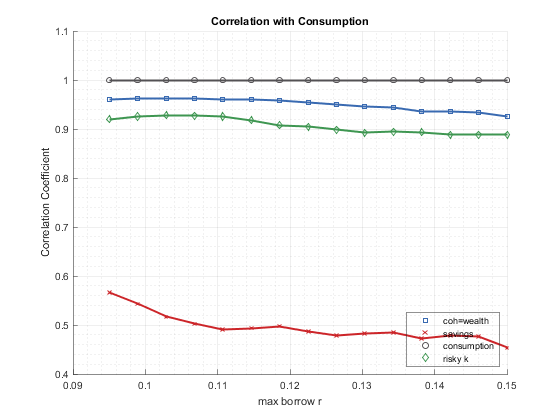 Correlation with Consumption
1.1
1
0.9
0.8
0.7
0.6
0.5
0.4
Correlation Coefficient
0.09
0.1
0.11
0.12
0.13
0.14
0.15
max borrow r
coh=wealth
savings
consumption
risky k